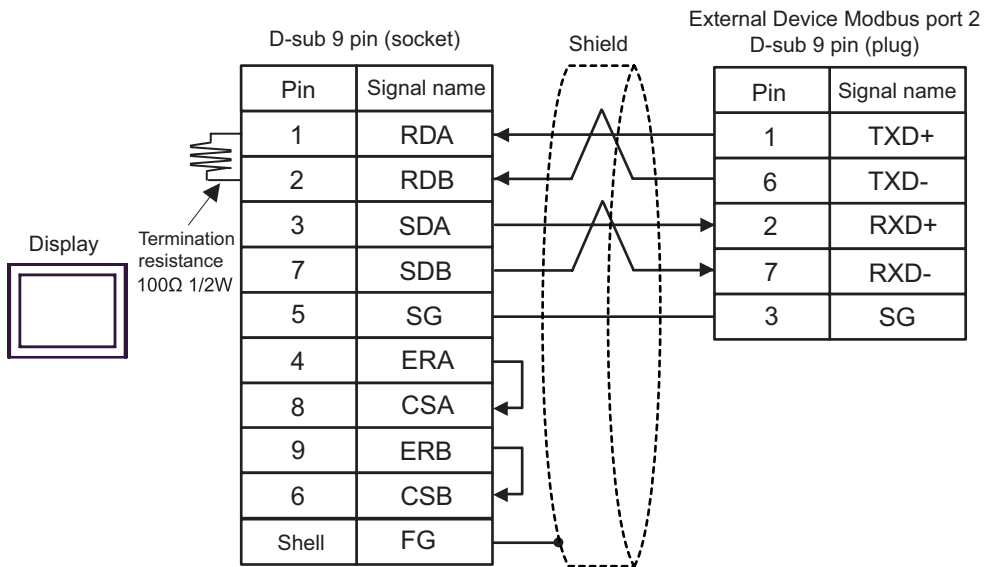 External Device Modbus port 2
D-sub 9 pin (socket)
Shield
D-sub 9 pin (plug)
Pin Signal name
1 RDA
2 RDB
3 SDA
7 SDB
5 SG
4 ERA
8 CSA
9 ERB
6 CSB
Shell FG
Pin Signal name
1 TXD+
6 TXD-
2 RXD+
7 RXD-
3 SG
Display
Termination
resistance
100Ω 1/2W